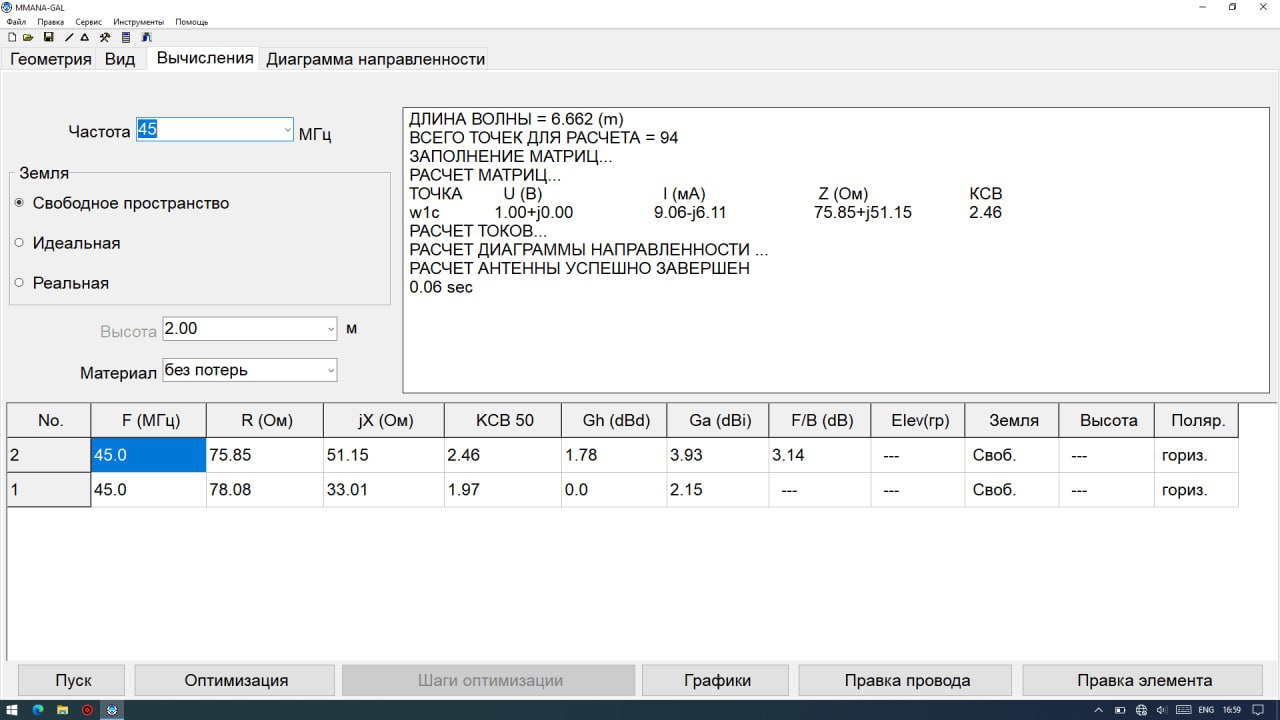 MMANA-GAL
Файл Правка Сервис Инструменты Помощь
Геометрия Вид Вычисления Диаграмма направленности
Частота 45 МГц
Земля
Свободное пространство
Идеальная
Реальная
Высота 2.00 м
Материал без потерь
ДЛИНА ВОЛНЫ = 6.662 (m)
ВСЕГО ТОЧЕК ДЛЯ РАСЧЕТА = 94
ЗАПОЛНЕНИЕ МАТРИЦ...
РАСЧЕТ МАТРИЦ...
ТОЧКА U (В) I (мА) Z (Ом) КСВ
w1c 1.00+j0.00 9.06-j6.11 75.85+j51.15 2.46
РАСЧЕТ ТОКОВ...
РАСЧЕТ ДИАГРАММЫ НАПРАВЛЕННОСТИ ...
РАСЧЕТ АНТЕННЫ УСПЕШНО ЗАВЕРШЕН
0.06 sec
No. F (МГц) R (Ом) jX (Ом) КСВ 50 Gh (dBd) Ga (dBi) F/B (dB) Elev(гр) Земля Высота Поляр.
2 45.0 75.85 51.15 2.46 1.78 3.93 3.14 --- Своб. --- гориз.
1 45.0 78.08 33.01 1.97 0.0 2.15 --- --- Своб. --- гориз.
Пуск Оптимизация Шаги оптимизации Графики Правка провода Правка элемента
ENG 16:59